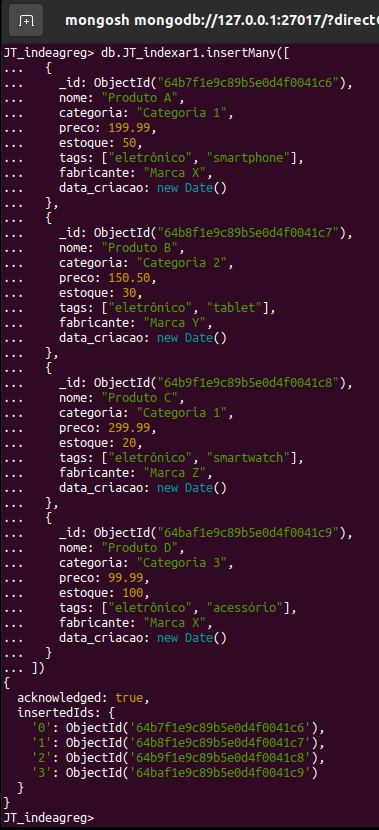 mongosh mongodb://127.0.0.1:27017/?direct
JT_indeagreg> db.JT_indexar1.insertMany([
...   {
...     _id: ObjectId("64b7f1e9c89b5e0d4f0041c6"),
...     nome: "Produto A",
...     categoria: "Categoria 1",
...     preco: 199.99,
...     estoque: 50,
...     tags: ["eletrônico", "smartphone"],
...     fabricante: "Marca X",
...     data_criacao: new Date()
...   },
...   {
...     _id: ObjectId("64b8f1e9c89b5e0d4f0041c7"),
...     nome: "Produto B",
...     categoria: "Categoria 2",
...     preco: 150.50,
...     estoque: 30,
...     tags: ["eletrônico", "tablet"],
...     fabricante: "Marca Y",
...     data_criacao: new Date()
...   },
...   {
...     _id: ObjectId("64b9f1e9c89b5e0d4f0041c8"),
...     nome: "Produto C",
...     categoria: "Categoria 1",
...     preco: 299.99,
...     estoque: 20,
...     tags: ["eletrônico", "smartwatch"],
...     fabricante: "Marca Z",
...     data_criacao: new Date()
...   },
...   {
...     _id: ObjectId("64baf1e9c89b5e0d4f0041c9"),
...     nome: "Produto D",
...     categoria: "Categoria 3",
...     preco: 99.99,
...     estoque: 100,
...     tags: ["eletrônico", "acessório"],
...     fabricante: "Marca X",
...     data_criacao: new Date()
...   }
... ])
{
  acknowledged: true,
  insertedIds: {
    '0': ObjectId('64b7f1e9c89b5e0d4f0041c6'),
    '1': ObjectId('64b8f1e9c89b5e0d4f0041c7'),
    '2': ObjectId('64b9f1e9c89b5e0d4f0041c8'),
    '3': ObjectId('64baf1e9c89b5e0d4f0041c9')
  }
}
JT_indeagreg>